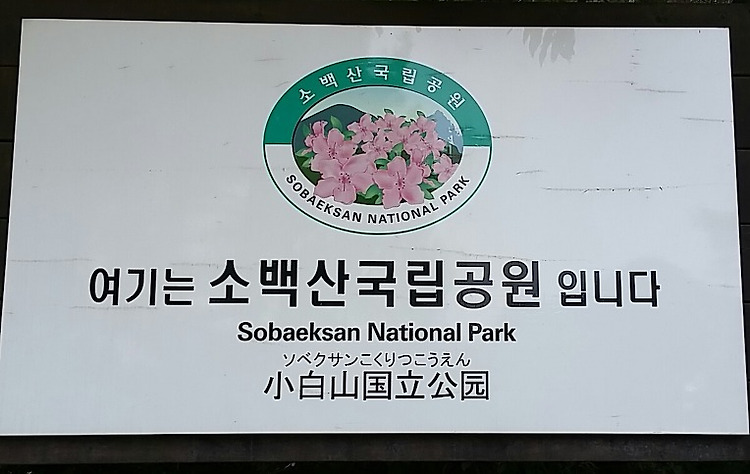 소백산국립공원
SOBAEKSAN NATIONAL PARK
여기는 소백산국립공원 입니다
Sobaeksan National Park
ソベクサンこくりつこうえん
小白山国立公园